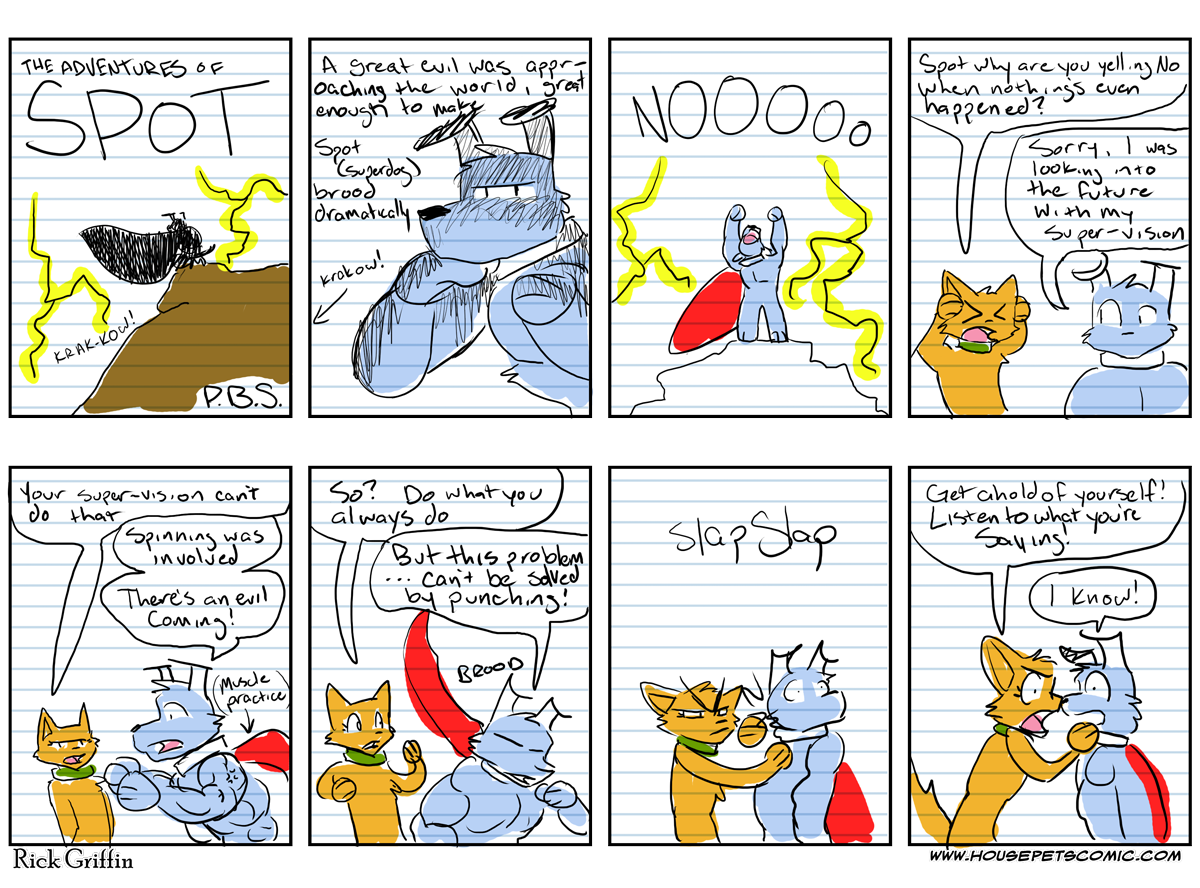 THE ADVENTURES OF
SPOT
KRAK-KOW!
P.B.S.
A great evil was appr-
oaching the world, great
enough to make
Spot
(superdog)
brood
dramatically
Krakow!
NOOOOO
Spot why are you yelling No
when nothing's even
happened?
Sorry, I was
looking into
the future
with my
super-vision
Your super-vision can't
do that
Spinning was
involved
There's an evil
coming!
Muscle
practice
So? Do what you
always do
But this problem
... can't be solved
by punching!
BROOD
slap slap
Get ahold of yourself!
Listen to what you're
saying!
I know!
Rick Griffin
www.HOUSEPETSCOMIC.COM